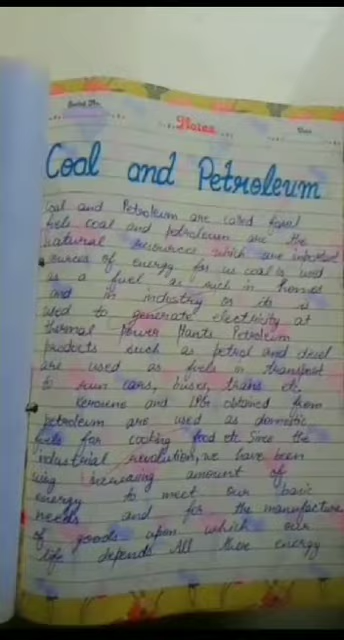 Notes
Coal and Petroleum
Coal and Petroleum are called fossil
fuels coal and petroleum are the
natural resources which are important
sources of energy for us coal is used
as a fuel as such in homes
and in industry or its is
used to generate electricity at
thermal Power Plants Petroleum
products such as petrol and diesel
are used as fuels in transport
to run cars, buses, trans etc.
Kerosine and LPG obtained from
petroleum are used as domestic
fuels for cooking food etc. Since the
industrial revolution, we have been
using increasing amount of
energy to meet our basic
needs and for the manufacture
of goods upon which our
life depends All these energy